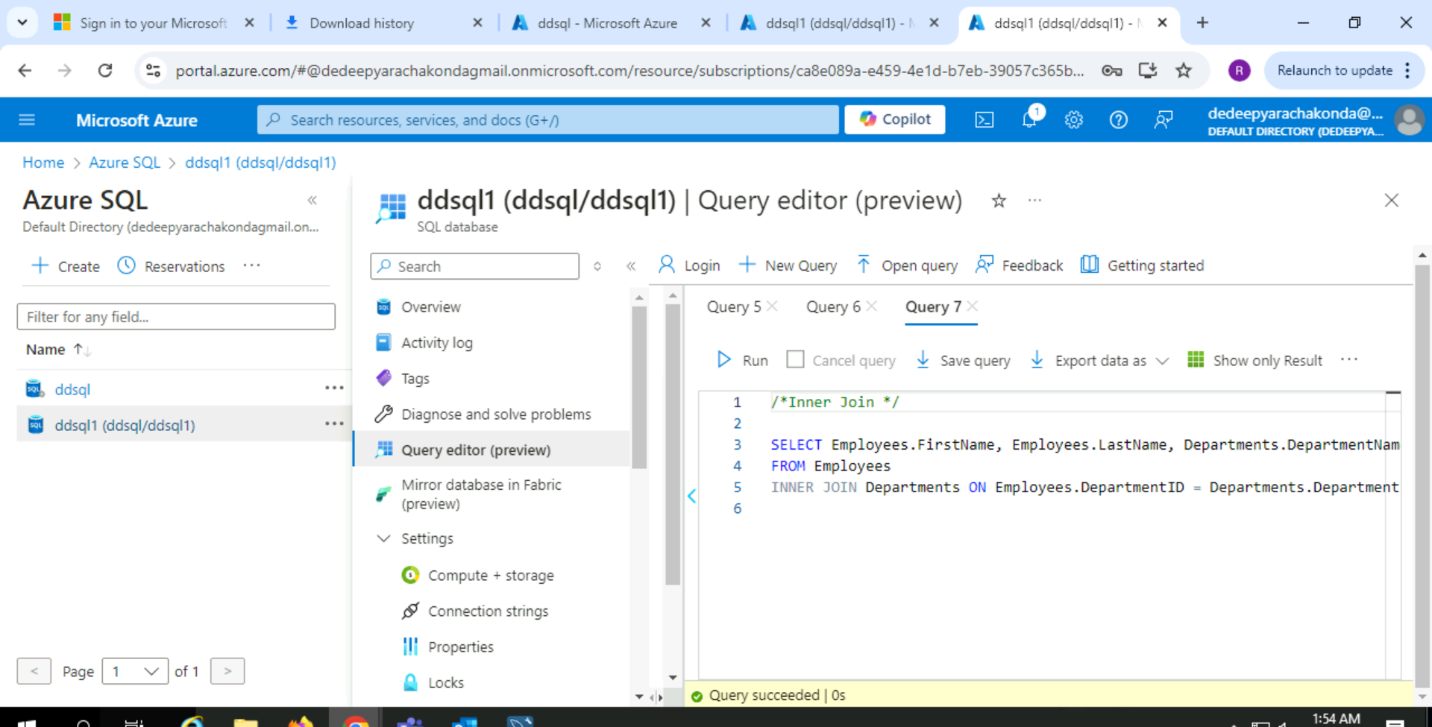 Sign in to your Microsoft
Download history
ddsql - Microsoft Azure
ddsql1 (ddsql/ddsql1) -
ddsql1 (ddsql/ddsql1) -
portal.azure.com/#@dedeepyarachakondagmail.onmicrosoft.com/resource/subscriptions/ca8e089a-e459-4e1d-b7eb-39057c365b...
R
Relaunch to update
Microsoft Azure
Search resources, services, and docs (G+/)
Copilot
1
dedeepyarachakonda@...
DEFAULT DIRECTORY (DEDEEPYA...
Home > Azure SQL > ddsql1 (ddsql/ddsql1)
Azure SQL
Default Directory (dedeepyarachakondagmail.on...
Create
Reservations
...
Filter for any field...
Name
ddsql
...
ddsql1 (ddsql/ddsql1)
...
< Page 1 of 1 >
ddsql1 (ddsql/ddsql1) | Query editor (preview)
...
SQL database
Search
Overview
Activity log
Tags
Diagnose and solve problems
Query editor (preview)
Mirror database in Fabric
(preview)
Settings
Compute + storage
Connection strings
Properties
Locks
Login
New Query
Open query
Feedback
Getting started
Query 5
Query 6
Query 7
Run
Cancel query
Save query
Export data as
Show only Result
...
1 /*Inner Join */
2
3 SELECT Employees.FirstName, Employees.LastName, Departments.DepartmentNam
4 FROM Employees
5 INNER JOIN Departments ON Employees.DepartmentID = Departments.Department
6
Query succeeded | 0s
1:54 AM